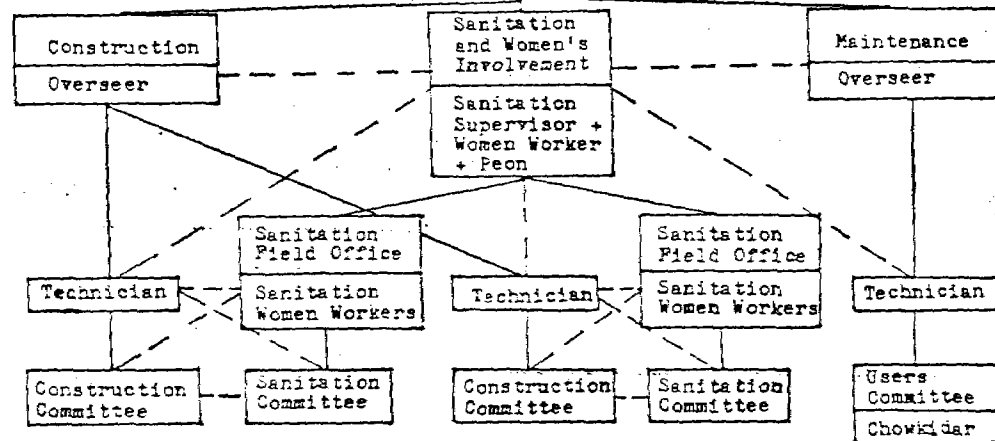 Construction
Overseer
Sanitation
and Women's
Involvement
Sanitation
Supervisor +
Women Worker
+ Peon
Maintenance
Overseer
Technician
Sanitation
Field Office
Sanitation
Women Workers
Technician
Sanitation
Field Office
Sanitation
Women Workers
Technician
Construction
Committee
Sanitation
Committee
Construction
Committee
Sanitation
Committee
Users
Committee
Chowkidar